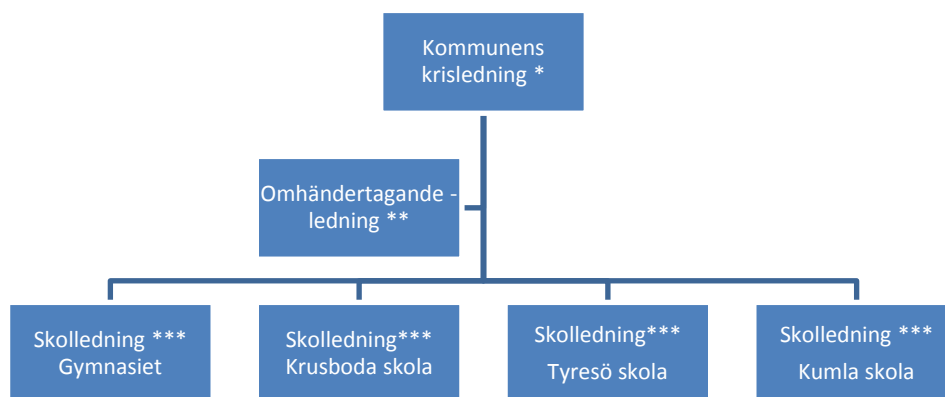 Kommunens
krisledning *
Omhändertagande -
ledning **
Skolledning ***
Gymnasiet
Skolledning***
Krusboda skola
Skolledning***
Tyresö skola
Skolledning ***
Kumla skola